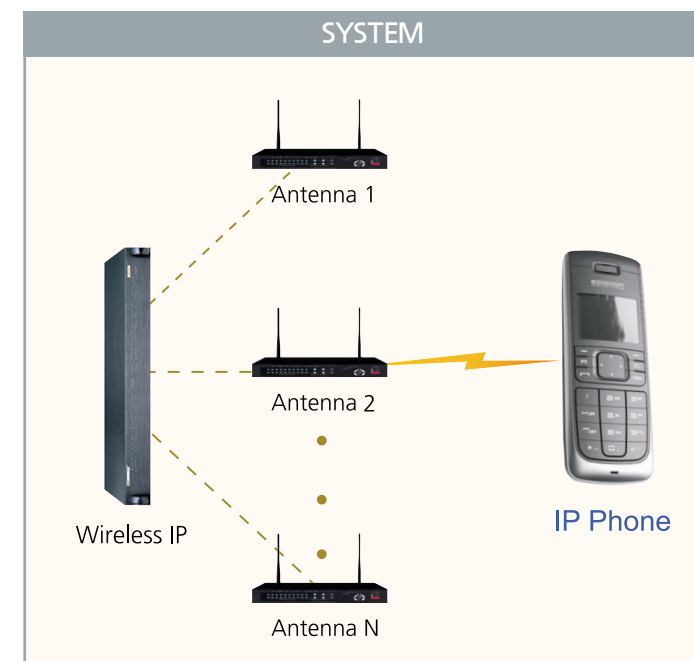 SYSTEM
Antenna 1
Antenna 2
Wireless IP
IP Phone
Antenna N